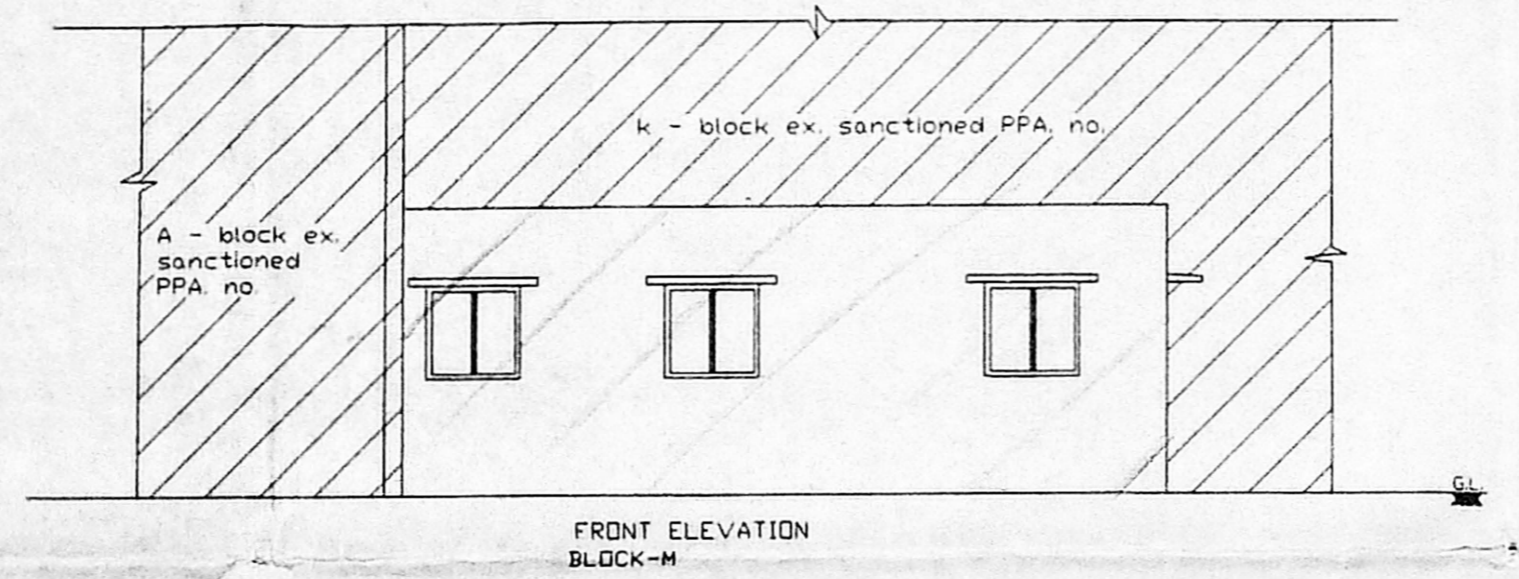 k - block ex. sanctioned PPA. no.
A - block ex.
sanctioned
PPA. no.
G.L.
FRONT ELEVATION
BLOCK-M